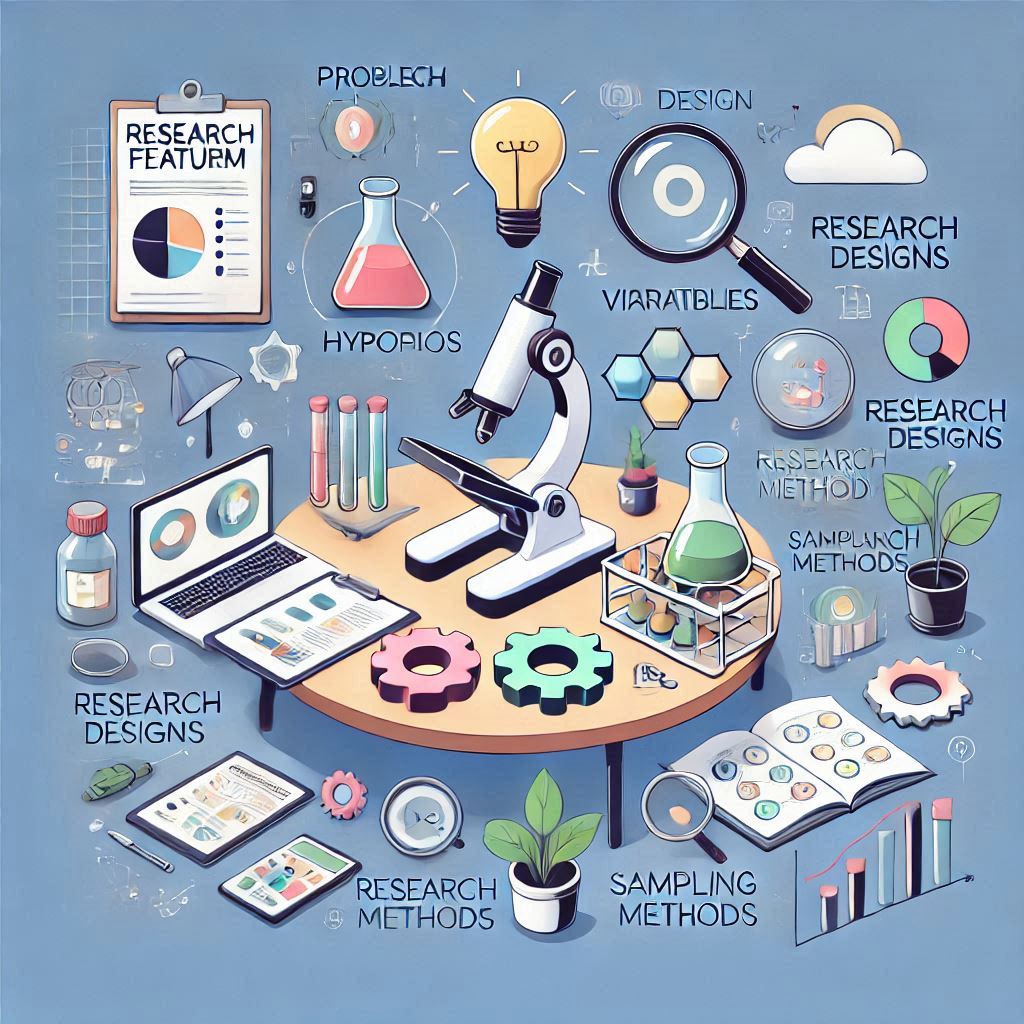 PROBLECH
DESIGN
RESEARCH
FEATURM
RESEARCH
DESIGNS
VIARATBLIES
HYPOPIOS
RESEARCH
DESIGNS
RESEARCH
MIETHOD
SAMPLANCH
METHODS
RESEARCH
DESIGNS
RESEARCH
METHODS
SAMPLING
METHODS